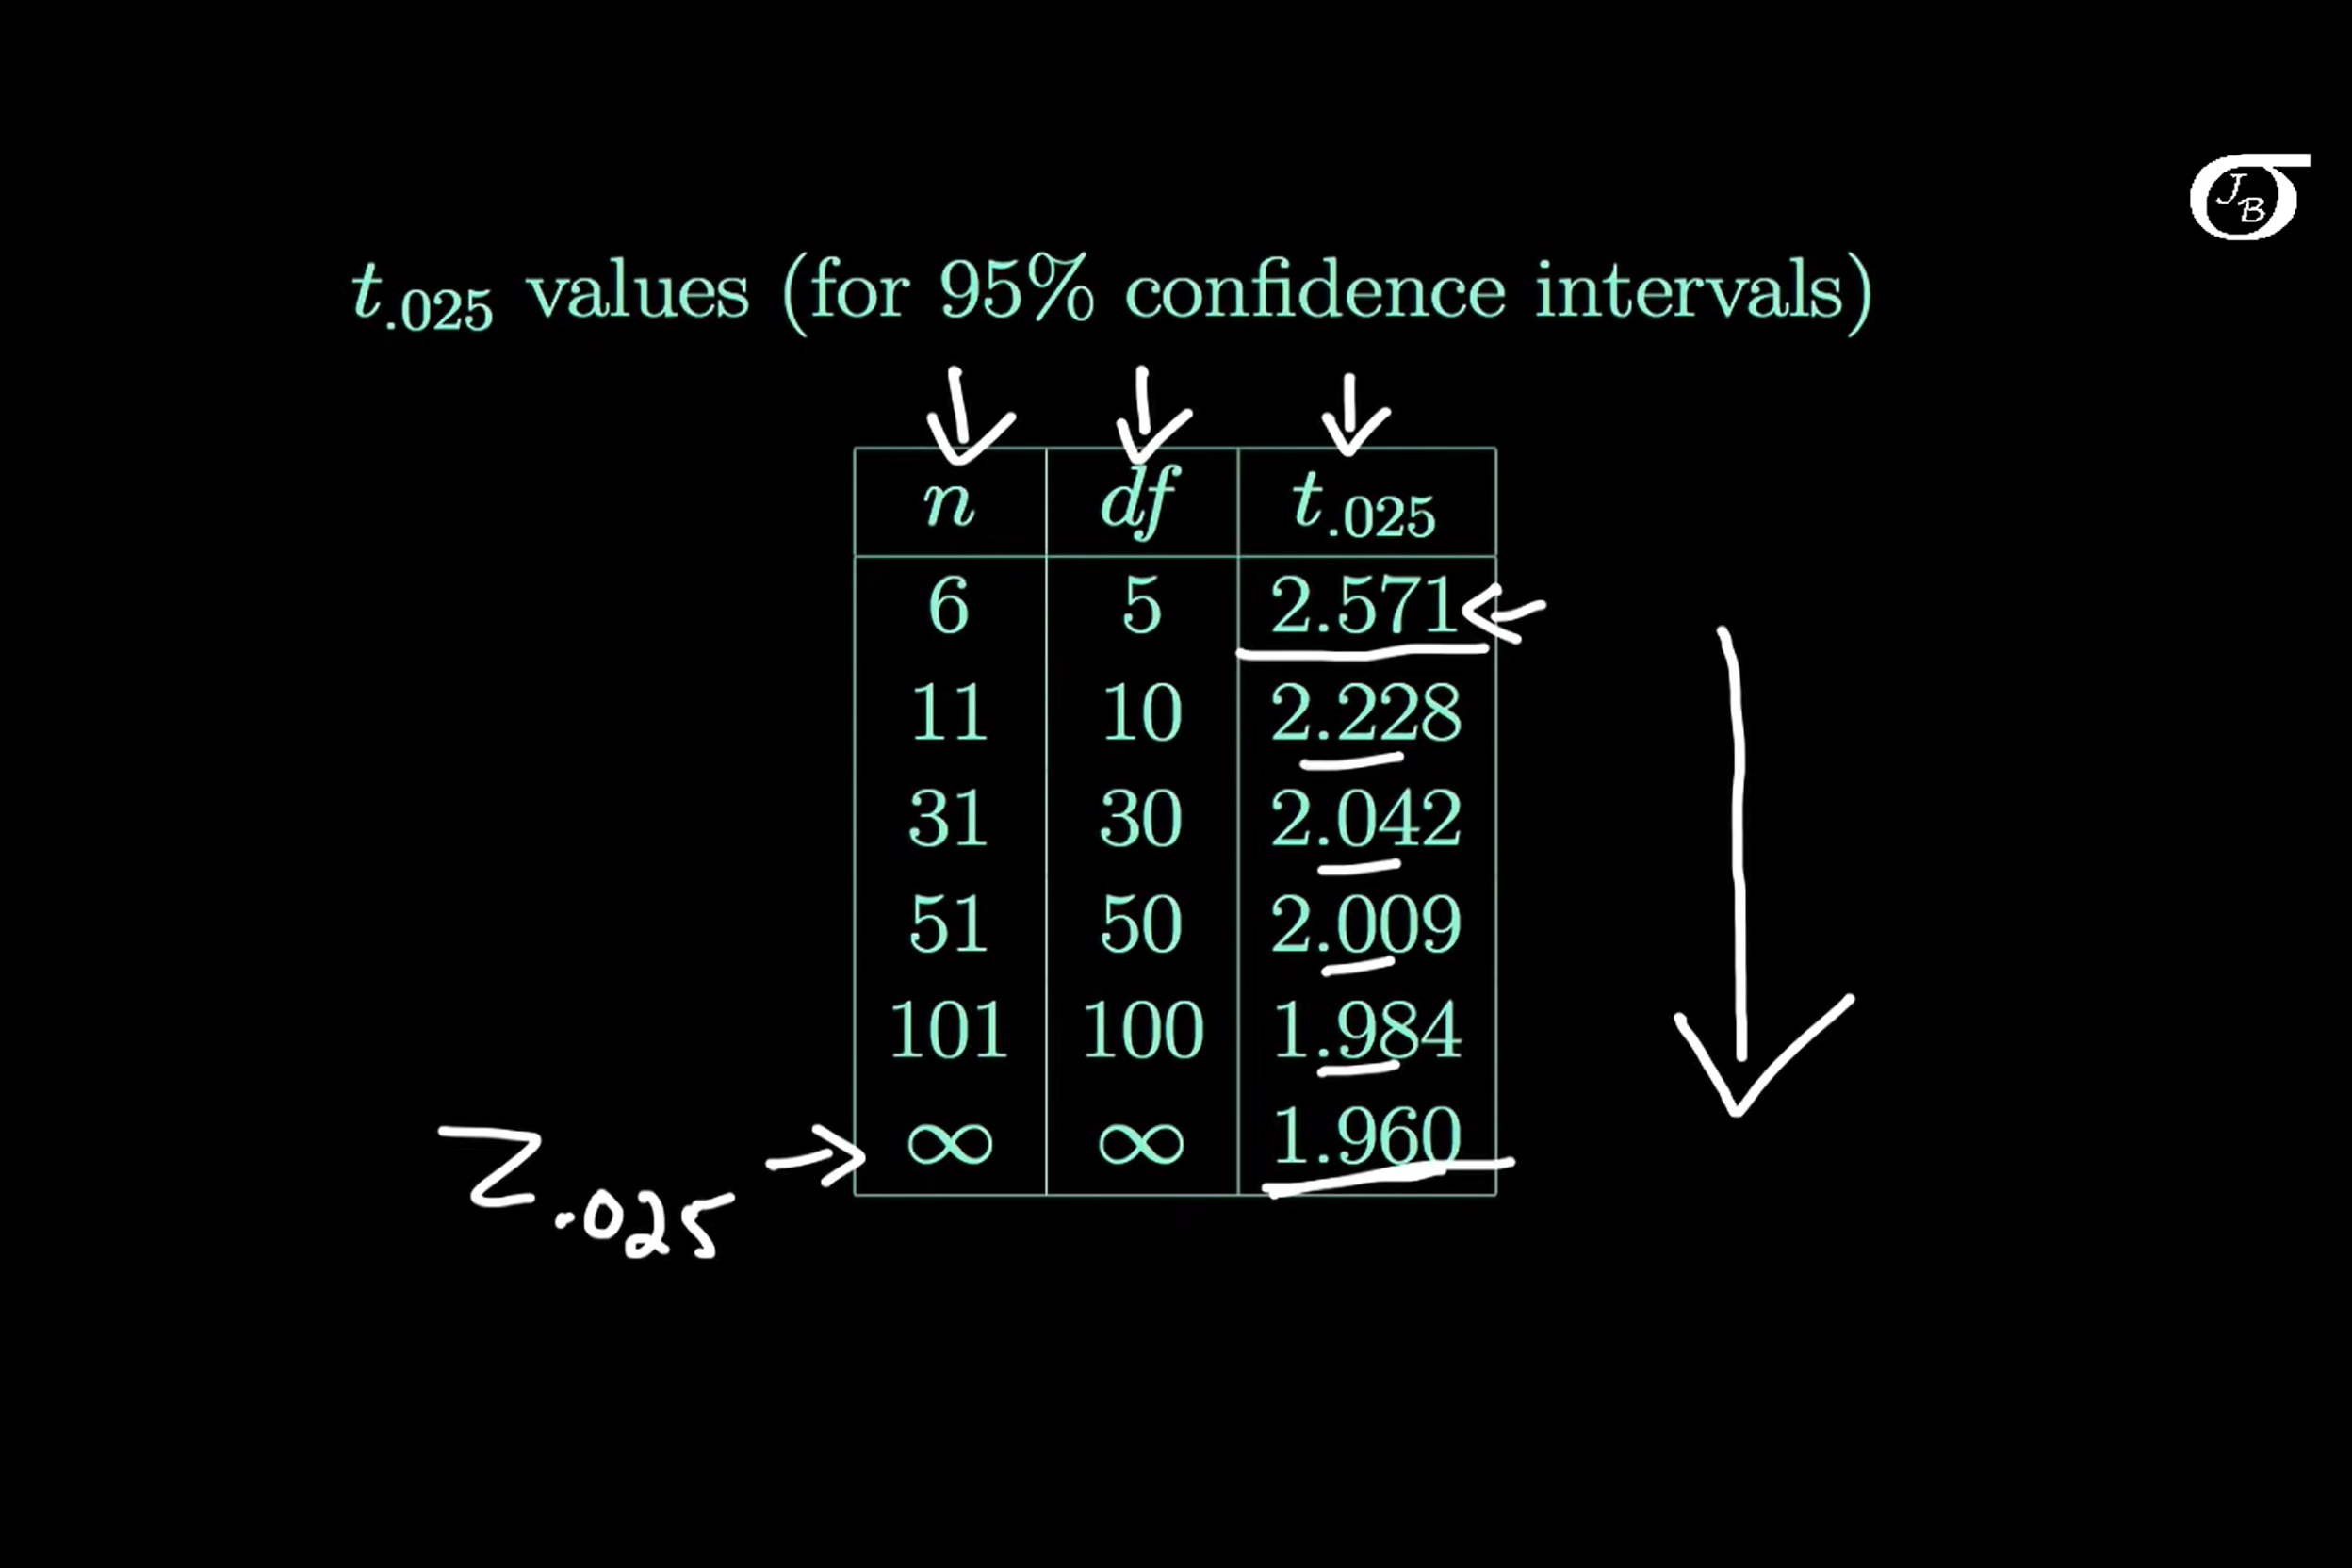 J B
t.025 values (for 95% confidence intervals)
n df t.025
6 5 2.571
11 10 2.228
31 30 2.042
51 50 2.009
101 100 1.984
∞ ∞ 1.960
Z.025